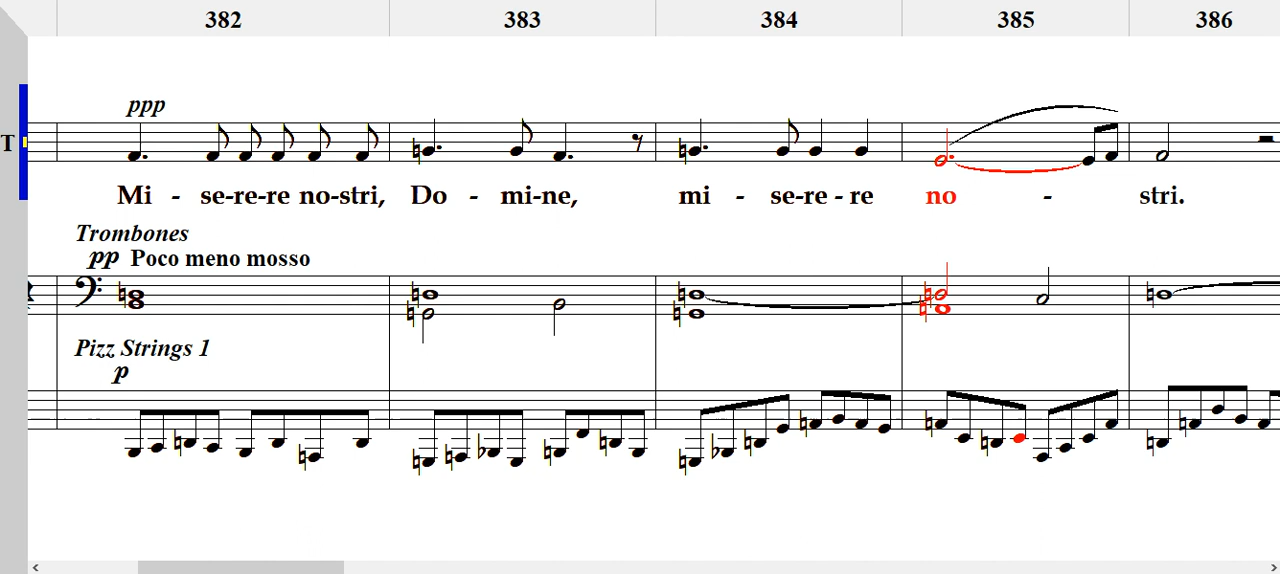 382 383 384 385 386
ppp
T
Mi - se-re-re no-stri, Do - mi-ne, mi - se-re - re no - stri.
Trombones
pp Poco meno mosso
Pizz Strings 1
p